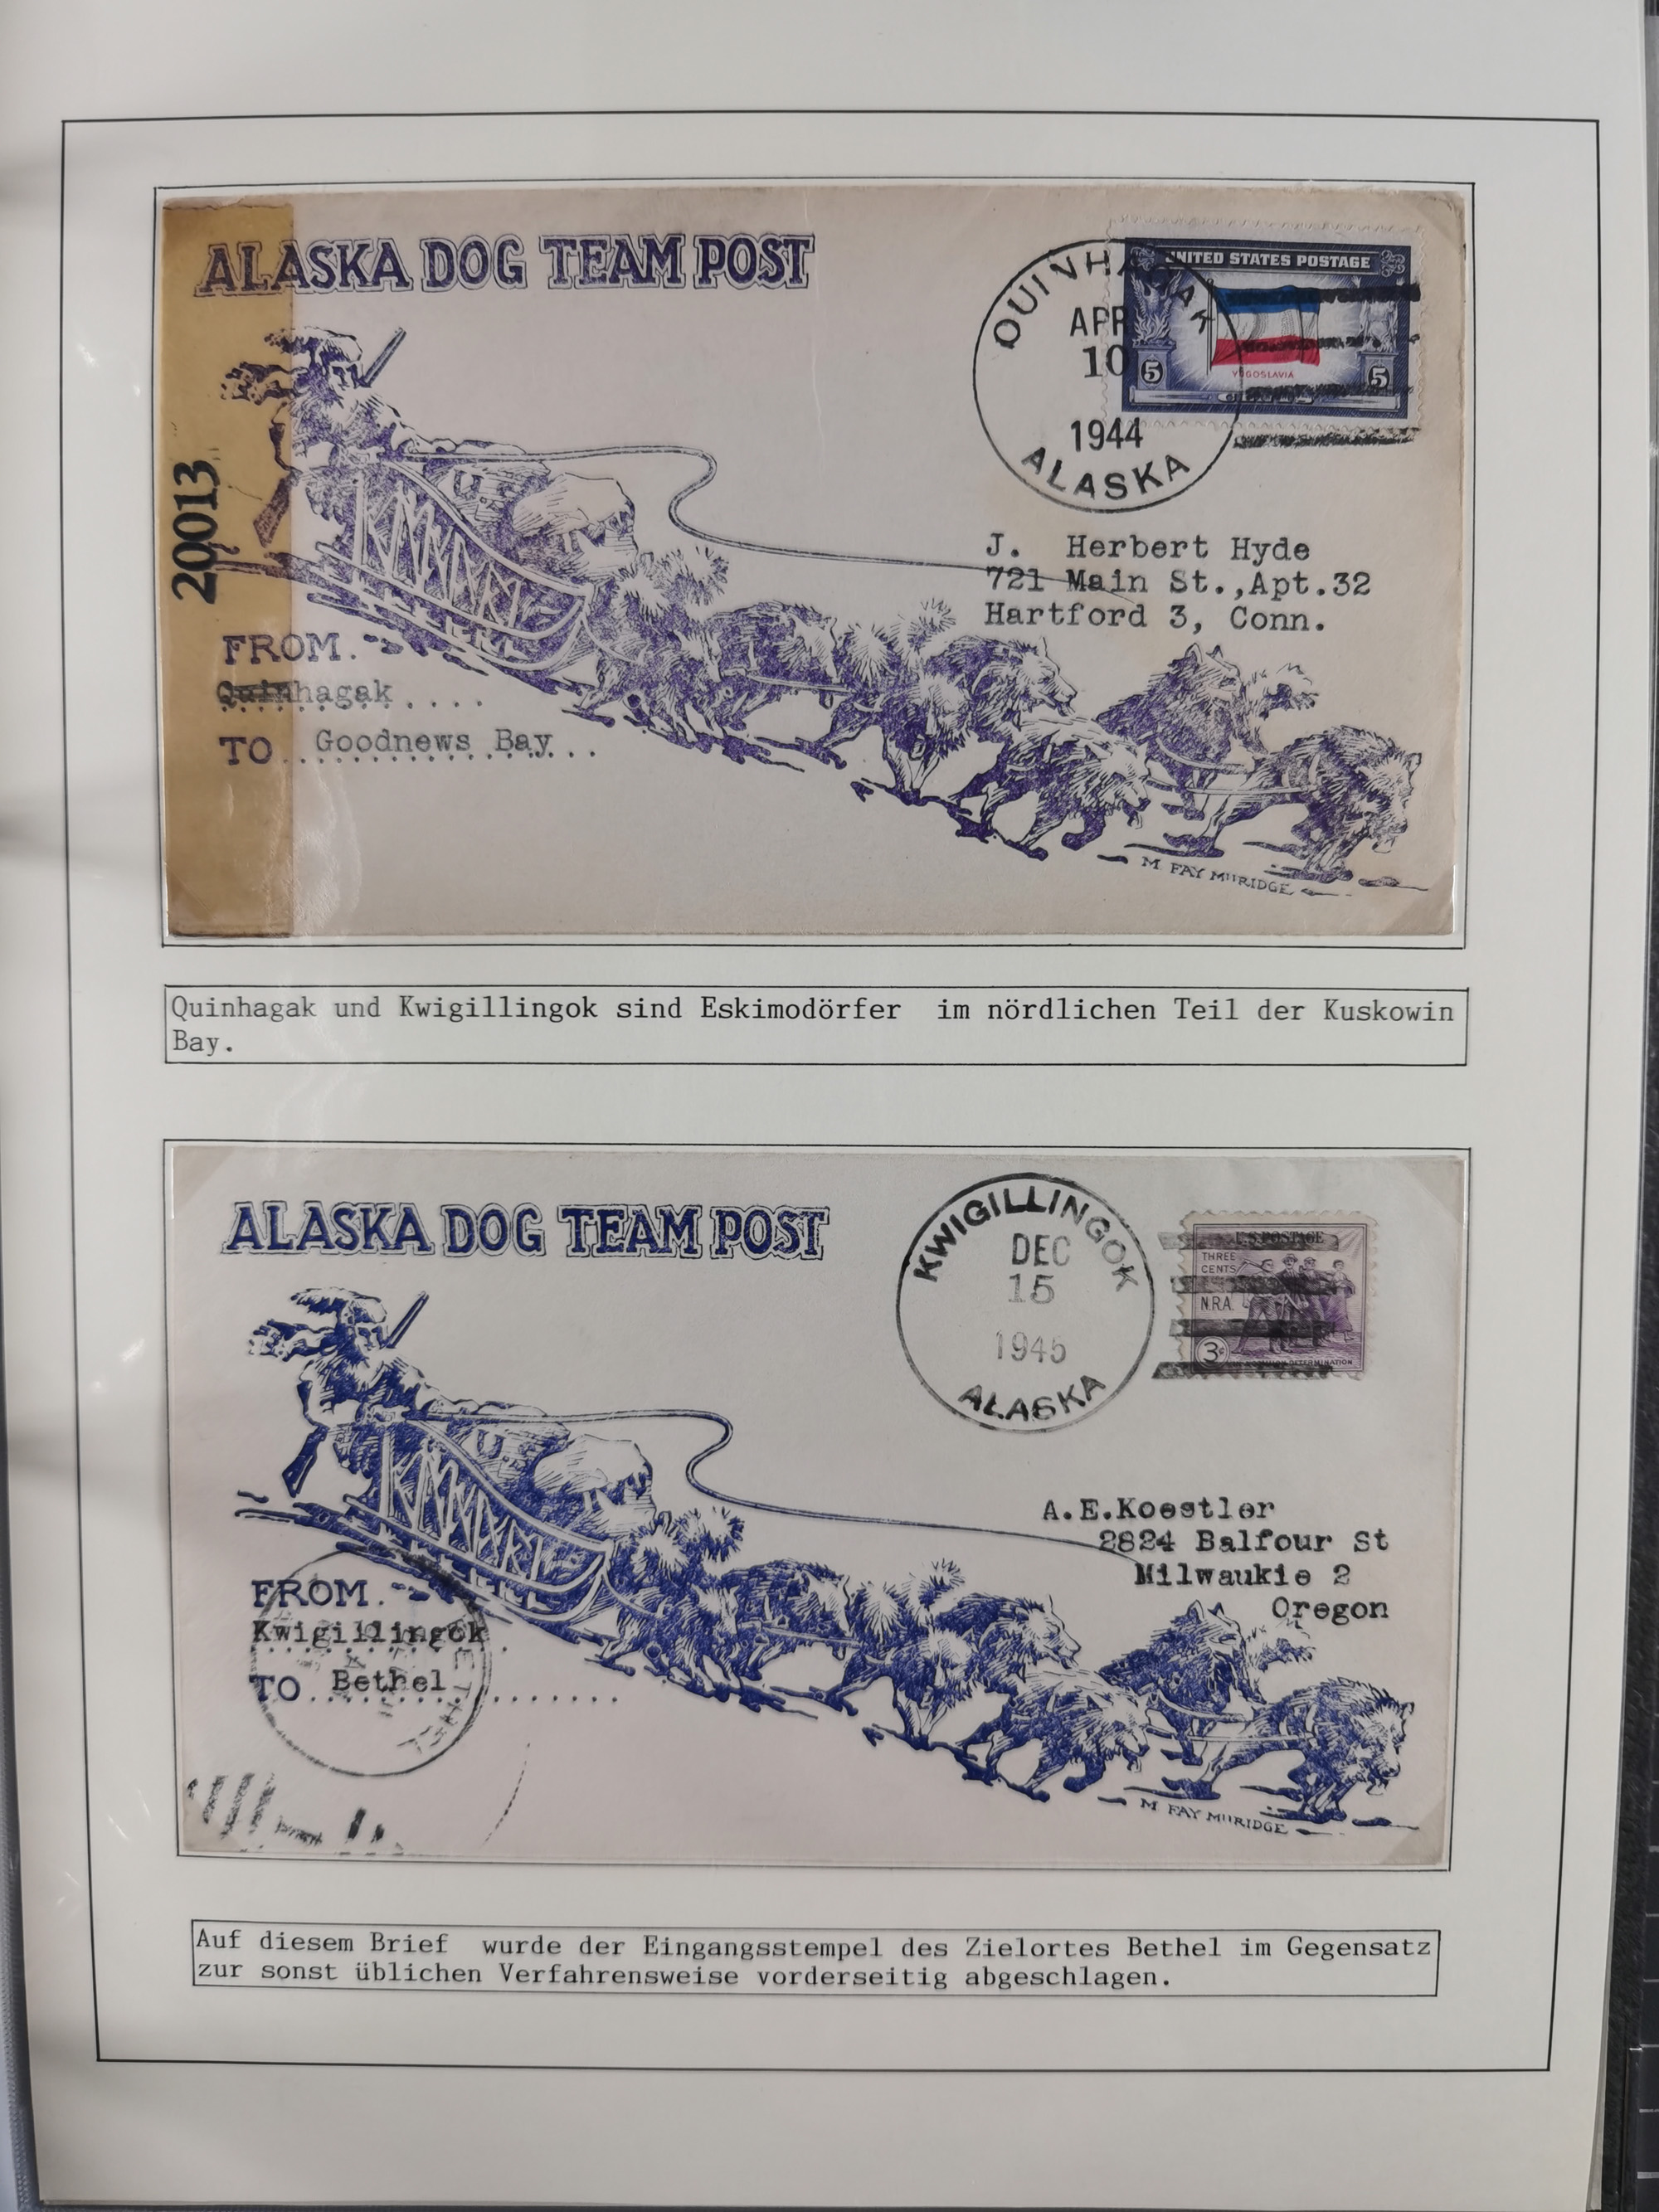 ALASKA DOG TEAM POST
QUINHAGAK
APR
10
1944
ALASKA
UNITED STATES POSTAGE
YUGOSLAVIA
5 5
20013
J. Herbert Hyde
721 Main St.,Apt.32
Hartford 3, Conn.
U.S.
FROM.
Quinhagak
TO Goodnews Bay
M. FAY MURIDGE
Quinhagak und Kwigillingok sind Eskimodörfer im nördlichen Teil der Kuskowin
Bay.
ALASKA DOG TEAM POST
KWIGILLINGOK
DEC
15
1945
ALASKA
U.S. POSTAGE
THREE
CENTS
N.R.A.
3c
DETERMINATION
A.E.Koestler
2824 Balfour St
Milwaukie 2
Oregon
U.S.
FROM.
Kwigillingok
TO Bethel
BETHEL
M FAY MURIDGE
Auf diesem Brief wurde der Eingangsstempel des Zielortes Bethel im Gegensatz
zur sonst üblichen Verfahrensweise vorderseitig abgeschlagen.